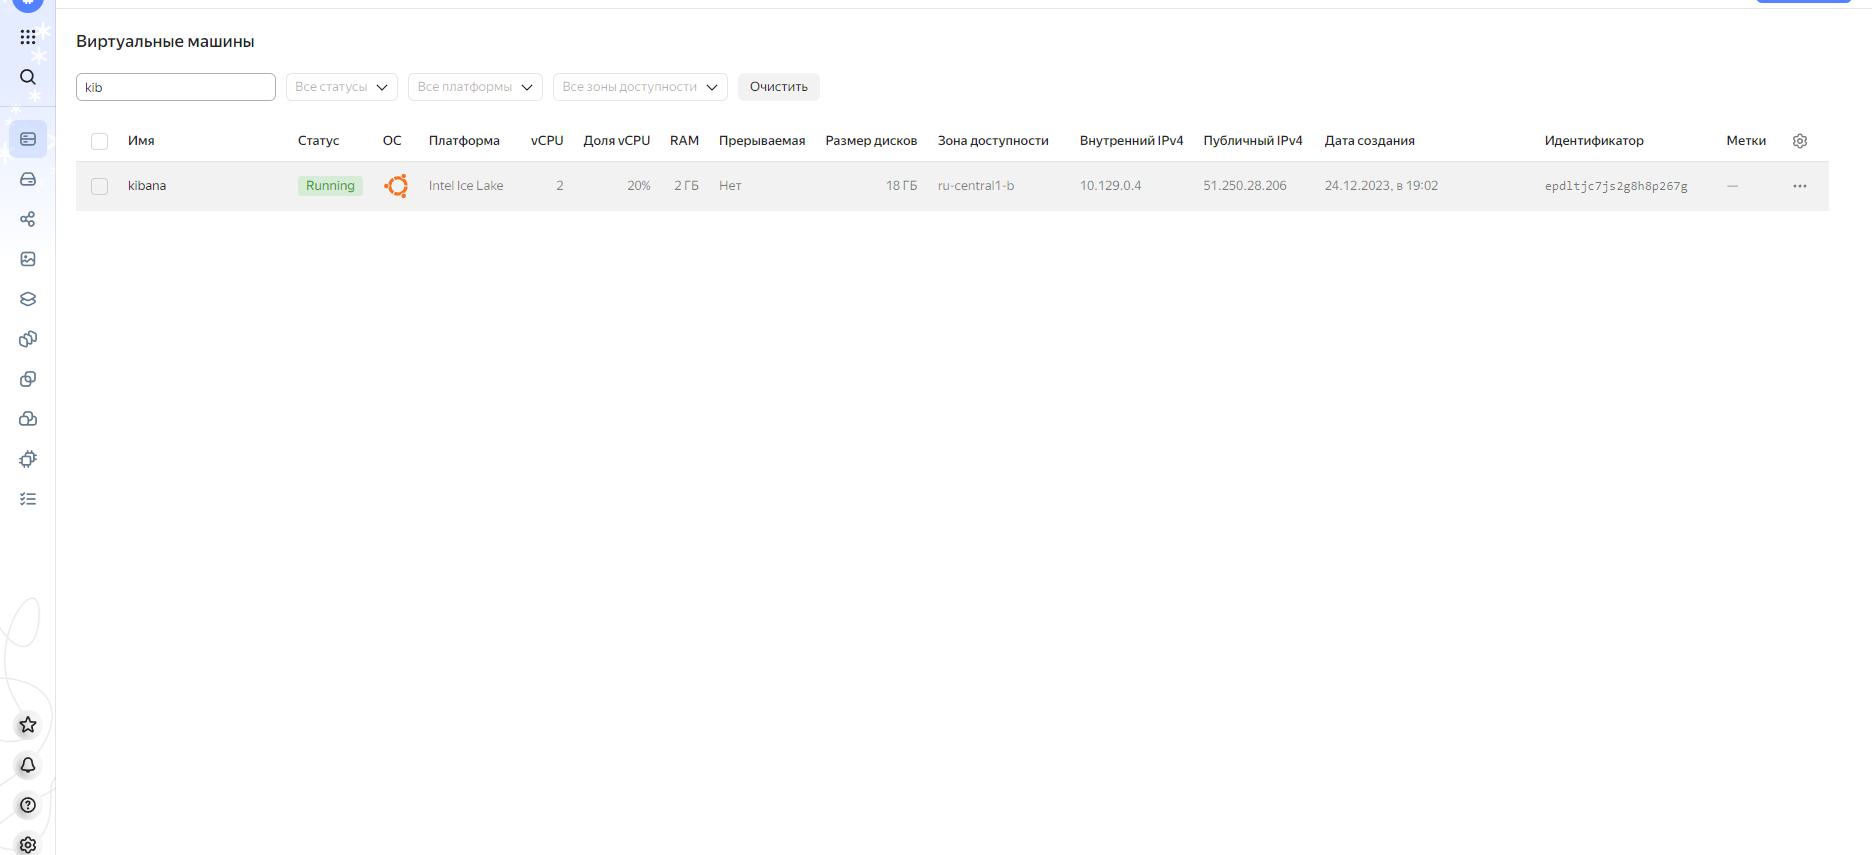 Виртуальные машины
kib Все статусы Все платформы Все зоны доступности Очистить
Имя Статус ОС Платформа vCPU Доля vCPU RAM Прерываемая Размер дисков Зона доступности Внутренний IPv4 Публичный IPv4 Дата создания Идентификатор Метки
kibana Running Intel Ice Lake 2 20% 2 ГБ Нет 18 ГБ ru-central1-b 10.129.0.4 51.250.28.206 24.12.2023, в 19:02 epdltjc7js2g8h8p267g —